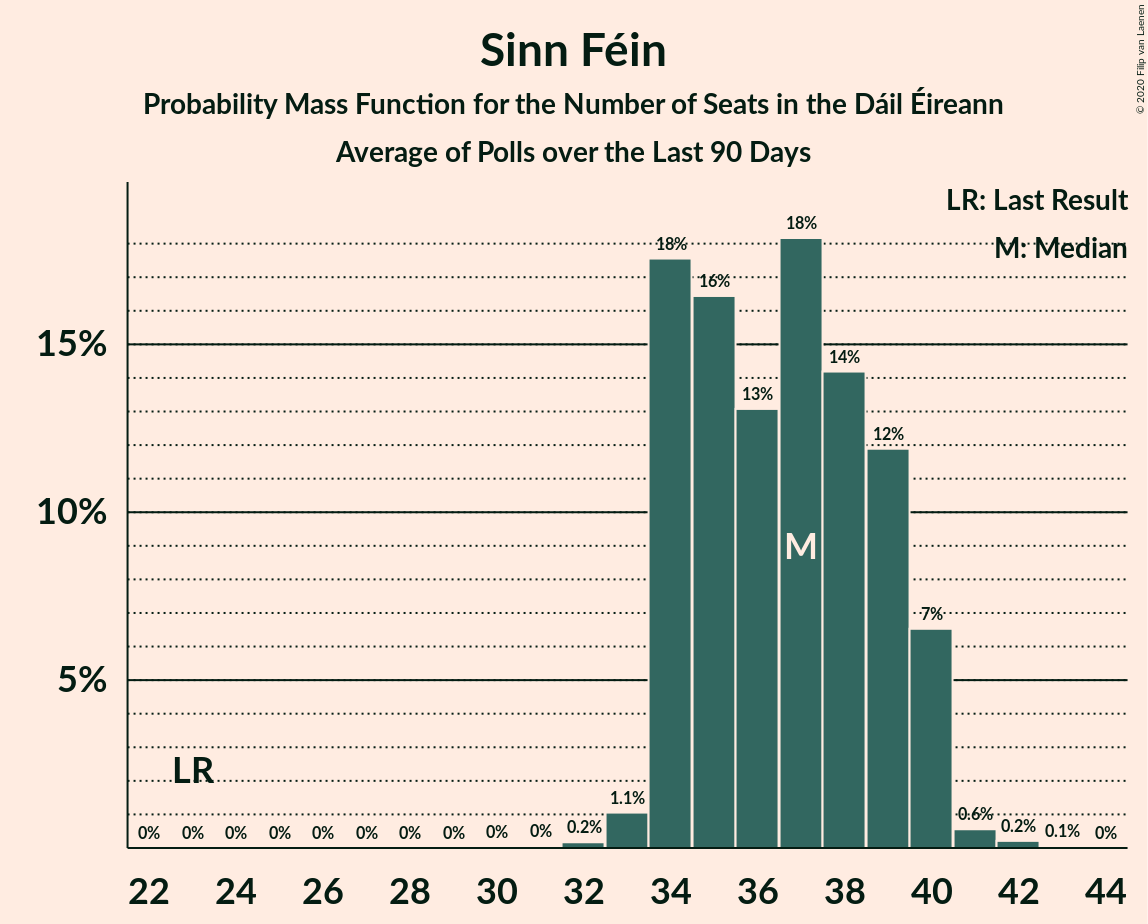 Sinn Féin
Probability Mass Function for the Number of Seats in the Dáil Éireann
Average of Polls over the Last 90 Days
© 2020 Filip van Laenen
LR: Last Result
M: Median
18%
18%
16%
15%
14%
13%
12%
10%
M
7%
5%
LR
1.1%
0% 0% 0% 0% 0% 0% 0% 0% 0% 0% 0.2% 0.6% 0.2% 0.1% 0%
22 24 26 28 30 32 34 36 38 40 42 44